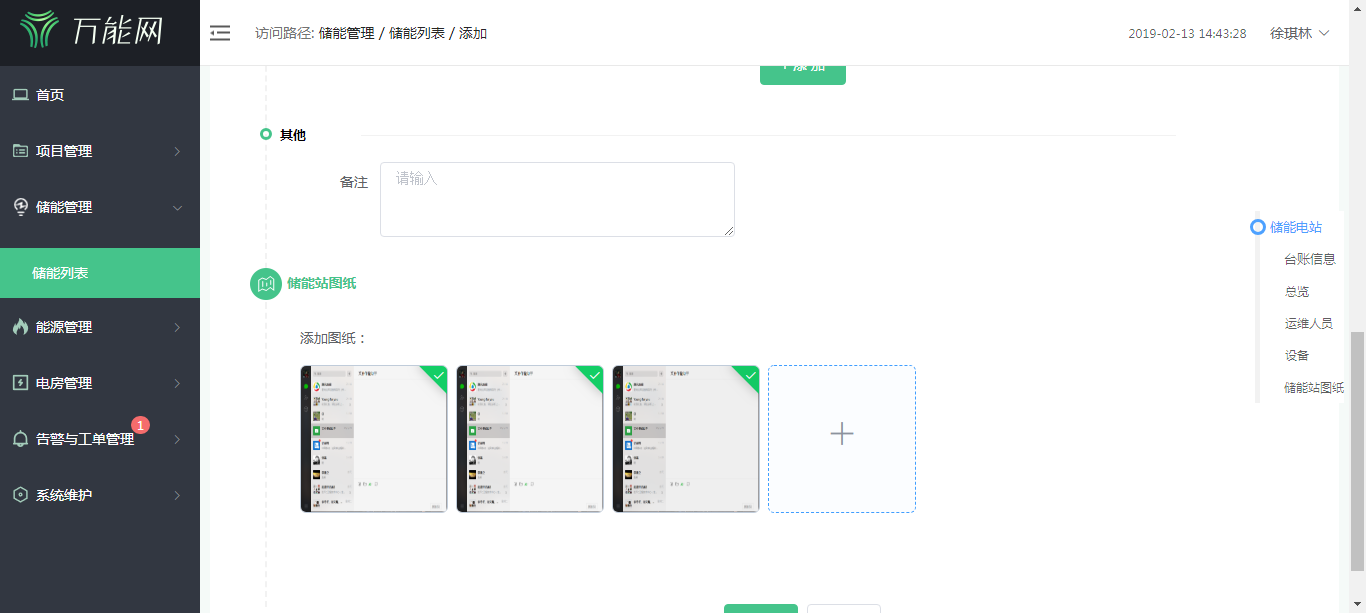 万能网
访问路径: 储能管理 / 储能列表 / 添加
2019-02-13 14:43:28 徐琪林
首页
项目管理
储能管理
储能列表
能源管理
电房管理
告警与工单管理 1
系统维护
+ 添加
其他
备注
请输入
储能站图纸
添加图纸：
储能电站
台账信息
总览
运维人员
设备
储能站图纸